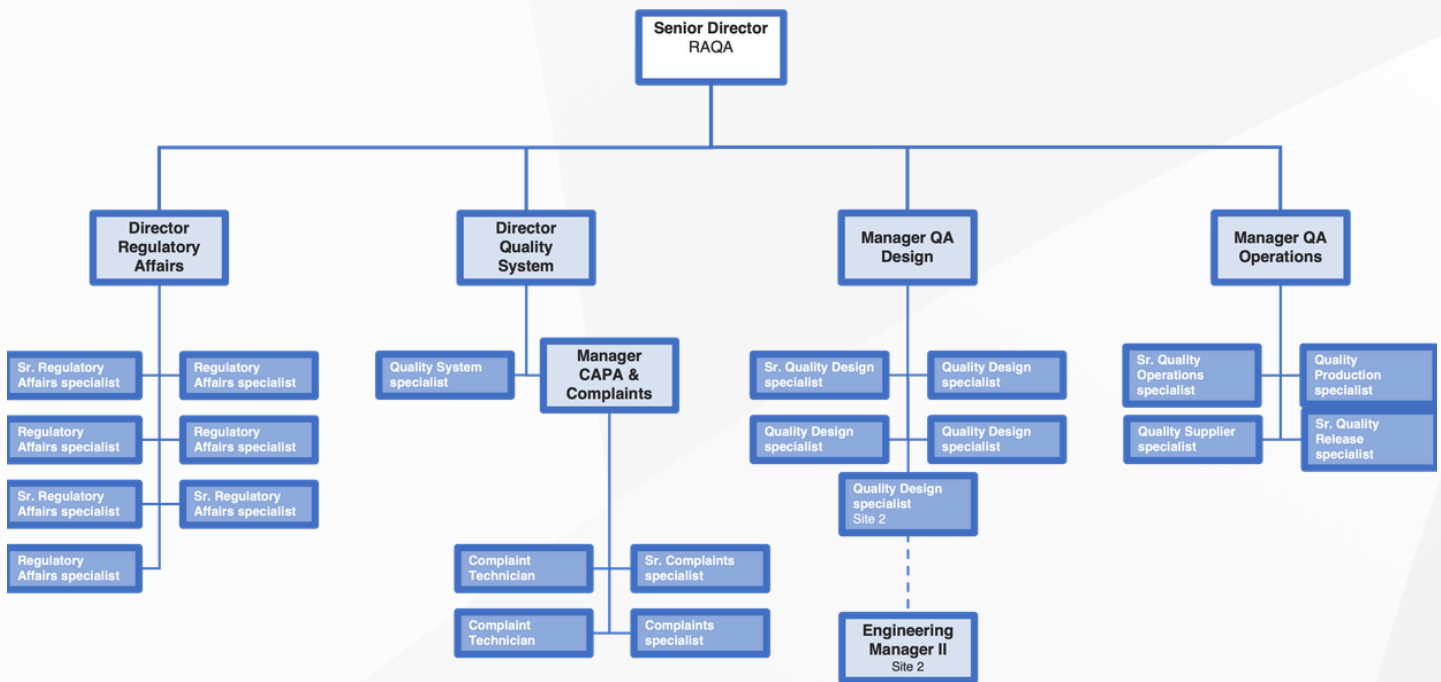 Senior Director
RAQA
Director
Regulatory
Affairs
Director
Quality
System
Manager QA
Design
Manager QA
Operations
Sr. Regulatory
Affairs specialist
Regulatory
Affairs specialist
Regulatory
Affairs specialist
Regulatory
Affairs specialist
Sr. Regulatory
Affairs specialist
Sr. Regulatory
Affairs specialist
Regulatory
Affairs specialist
Quality System
specialist
Manager
CAPA &
Complaints
Complaint
Technician
Sr. Complaints
specialist
Complaint
Technician
Complaints
specialist
Sr. Quality Design
specialist
Quality Design
specialist
Quality Design
specialist
Quality Design
specialist
Quality Design
specialist
Site 2
Engineering
Manager II
Site 2
Sr. Quality
Operations
specialist
Quality
Production
specialist
Quality Supplier
specialist
Sr. Quality
Release
specialist